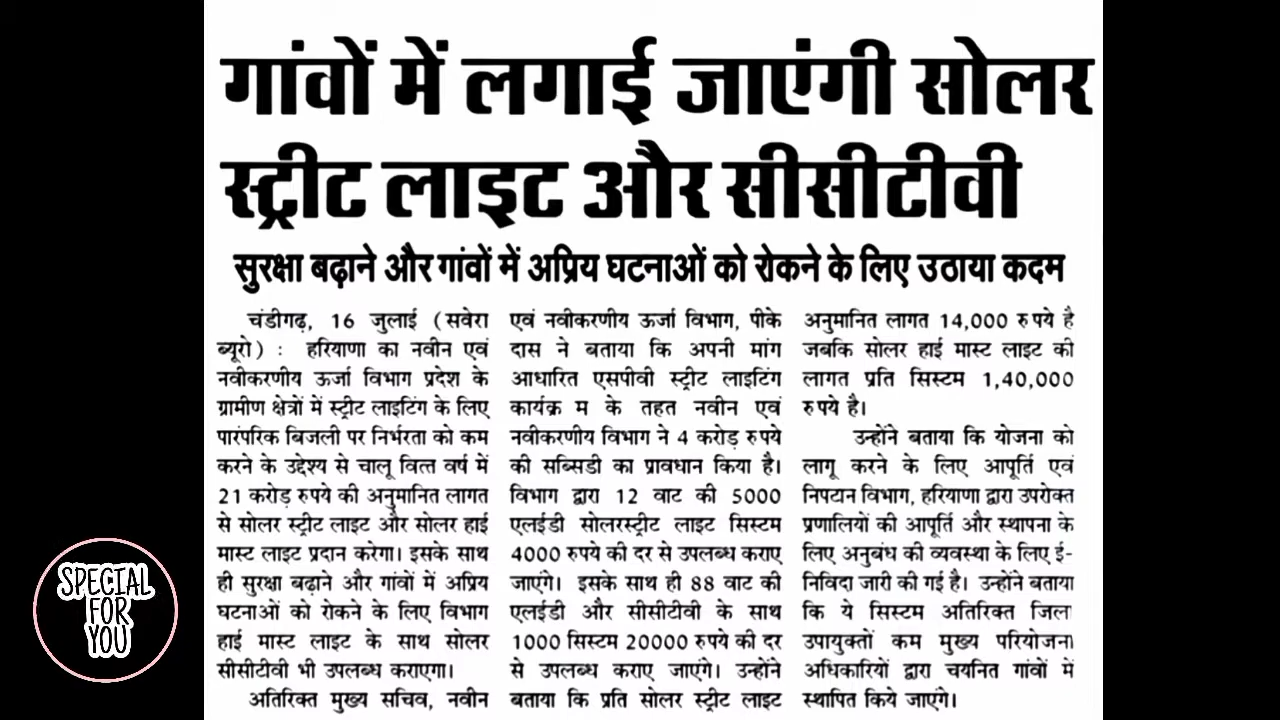 गांवों में लगाई जाएंगी सोलर
स्ट्रीट लाइट और सीसीटीवी
सुरक्षा बढ़ाने और गांवों में अप्रिय घटनाओं को रोकने के लिए उठाया कदम
चंडीगढ़, 16 जुलाई (सवेरा
ब्यूरो) : हरियाणा का नवीन एवं
नवीकरणीय ऊर्जा विभाग प्रदेश के
ग्रामीण क्षेत्रों में स्ट्रीट लाइटिंग के लिए
पारंपरिक बिजली पर निर्भरता को कम
करने के उद्देश्य से चालू वित्त वर्ष में
21 करोड़ रुपये की अनुमानित लागत
से सोलर स्ट्रीट लाइट और सोलर हाई
मास्ट लाइट प्रदान करेगा। इसके साथ
ही सुरक्षा बढ़ाने और गांवों में अप्रिय
घटनाओं को रोकने के लिए विभाग
हाई मास्ट लाइट के साथ सोलर
सीसीटीवी भी उपलब्ध कराएगा।
अतिरिक्त मुख्य सचिव, नवीन
एवं नवीकरणीय ऊर्जा विभाग, पीके
दास ने बताया कि अपनी मांग
आधारित एसपीवी स्ट्रीट लाइटिंग
कार्यक्र म के तहत नवीन एवं
नवीकरणीय विभाग ने 4 करोड़ रुपये
की सब्सिडी का प्रावधान किया है।
विभाग द्वारा 12 वाट की 5000
एलईडी सोलरस्ट्रीट लाइट सिस्टम
4000 रुपये की दर से उपलब्ध कराए
जाएंगे। इसके साथ ही 88 वाट की
एलईडी और सीसीटीवी के साथ
1000 सिस्टम 20000 रुपये की दर
से उपलब्ध कराए जाएंगे। उन्होंने
बताया कि प्रति सोलर स्ट्रीट लाइट
अनुमानित लागत 14,000 रु पये है
जबकि सोलर हाई मास्ट लाइट की
लागत प्रति सिस्टम 1,40,000
रु पये है।
उन्होंने बताया कि योजना को
लागू करने के लिए आपूर्ति एवं
निपटान विभाग, हरियाणा द्वारा उपरोक्त
प्रणालियों की आपूर्ति और स्थापना के
लिए अनुबंध की व्यवस्था के लिए ई-
निविदा जारी की गई है। उन्होंने बताया
कि ये सिस्टम अतिरिक्त जिला
उपायुक्तों कम मुख्य परियोजना
अधिकारियों द्वारा चयनित गांवों में
स्थापित किये जाएंगे।
SPECIAL
FOR
YOU